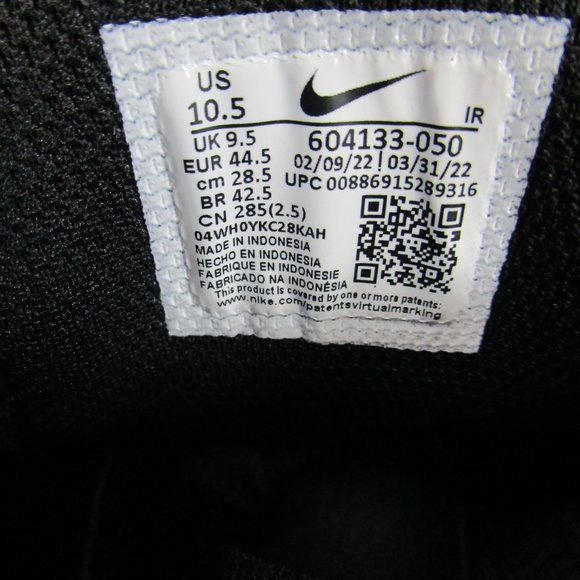 US
10.5
IR
UK 9.5
604133-050
EUR 44.5
02/09/22 | 03/31/22
cm 28.5
UPC 00886915289316
BR 42.5
CN 285(2.5)
04WH0YKC28KAH
MADE IN INDONESIA
HECHO EN INDONESIA
FABRIQUE EN INDONESIE
FABRICADO NA INDONÉSIA
This product is covered by one or more patents:
www.nike.com/patentsvirtualmarking